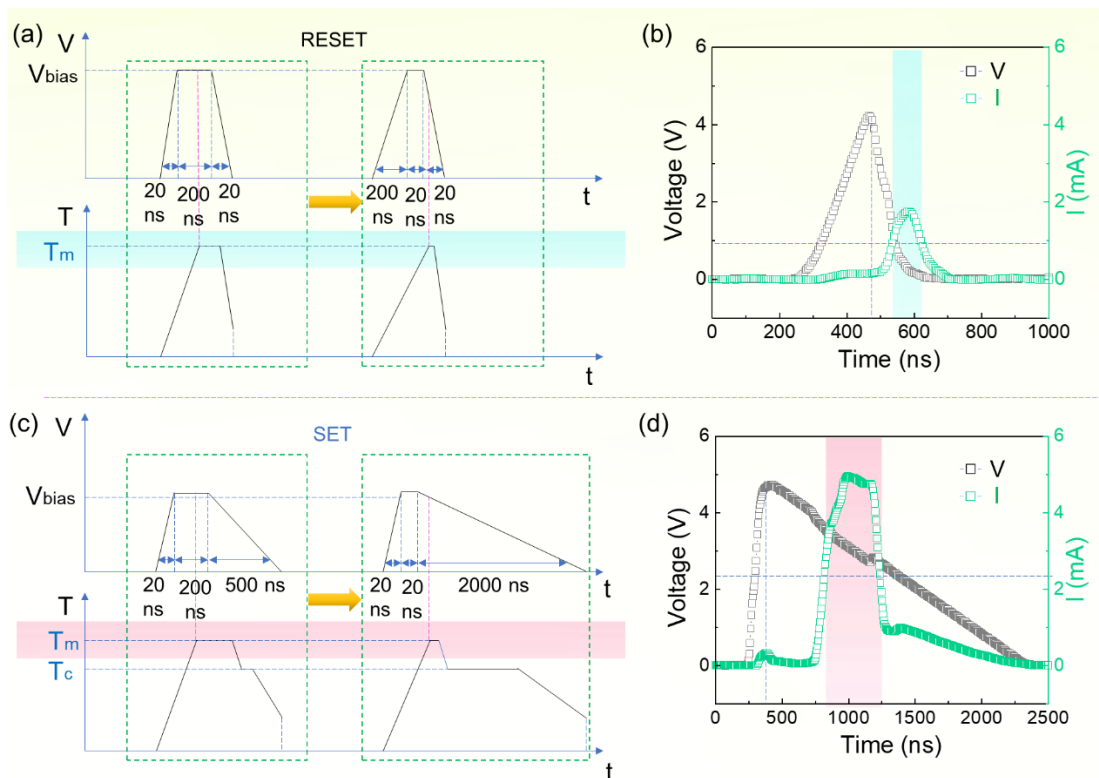 (a)
V
RESET
Vbias
20 ns
200 ns
20 ns
200 ns
20 ns
20 ns
t
T
Tm
t
(b)
V
I
Voltage (V)
6
4
2
0
I (mA)
6
4
2
0
0 200 400 600 800 1000
Time (ns)
(c)
V
SET
Vbias
20 ns
200 ns
500 ns
20 ns
20 ns
2000 ns
t
T
Tm
Tc
t
(d)
V
I
Voltage (V)
6
4
2
0
I (mA)
6
4
2
0
0 500 1000 1500 2000 2500
Time (ns)